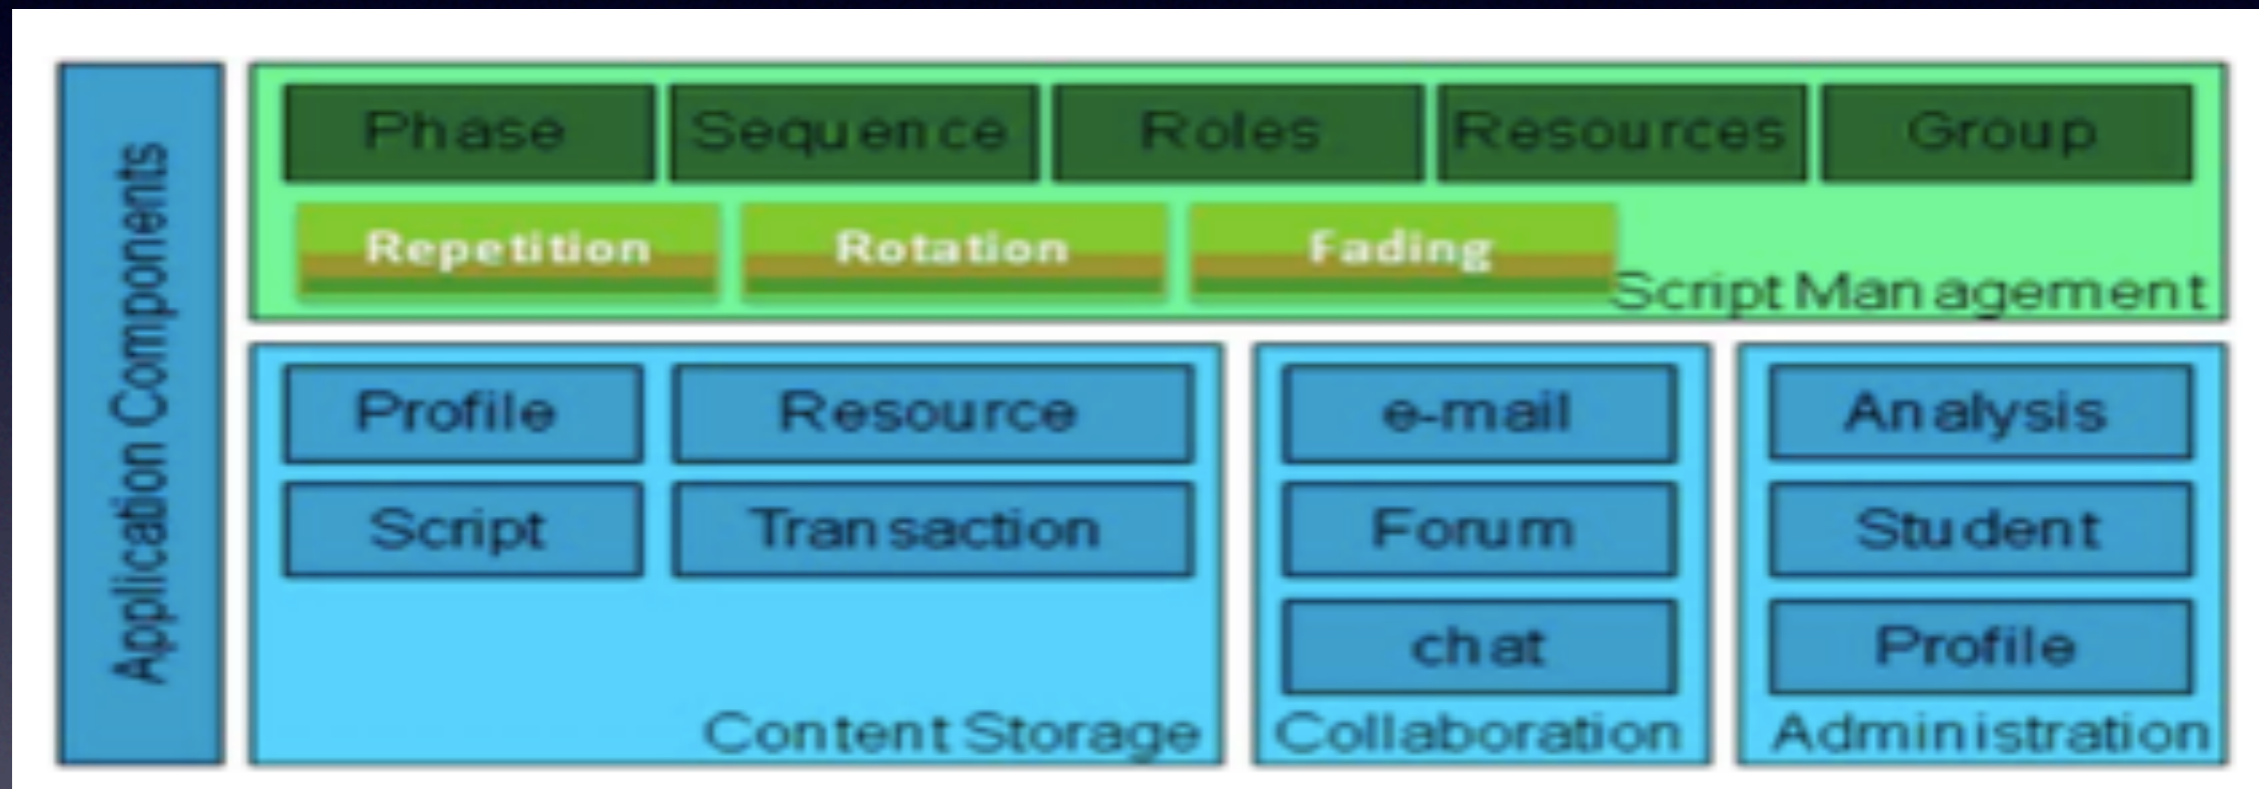 Application Components
Phase Sequence Roles Resources Group
Repetition Rotation Fading
Script Management
Profile Resource
Script Transaction
Content Storage
e-mail
Forum
chat
Collaboration
Analysis
Student
Profile
Administration